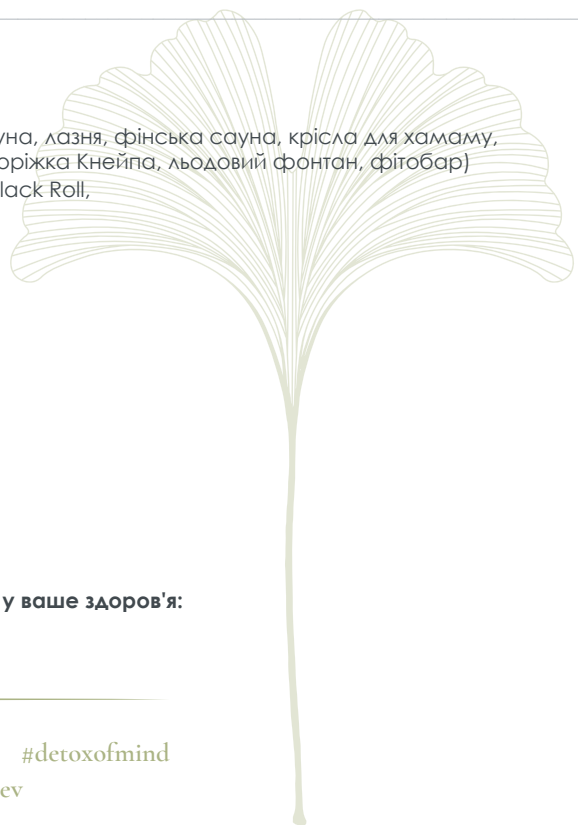 уна, лазня, фінська сауна, крісла для хамаму,
оріжка Кнейпа, льодовий фонтан, фітобар)
lack Roll,
у ваше здоров'я:
#detoxofmind
ev